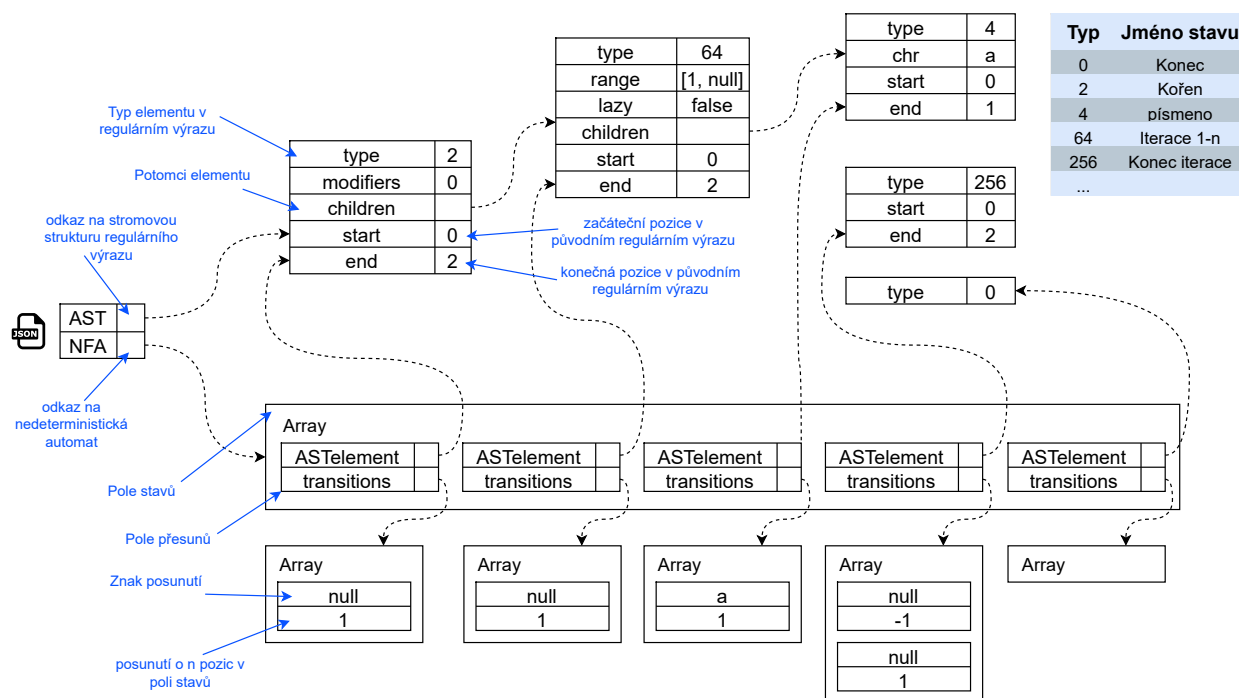 type 4
chr a
start 0
end 1
Typ Jméno stavu
0 Konec
2 Kořen
4 písmeno
64 Iterace 1-n
256 Konec iterace
...
type 64
range [1, null]
lazy false
children
start 0
end 2
Typ elementu v
regulárním výrazu
Potomci elementu
type 2
modifiers 0
children
start 0
end 2
type 256
start 0
end 2
odkaz na stromovou
strukturu regulárního
výrazu
začáteční pozice v
původním regulárním výrazu
konečná pozice v původním
regulárním výrazu
type 0
JSON
AST
NFA
odkaz na
nedeterministická
automat
Array
ASTelement
transitions
ASTelement
transitions
ASTelement
transitions
ASTelement
transitions
ASTelement
transitions
Pole stavů
Pole přesunů
Znak posunutí
posunutí o n pozic v
poli stavů
Array
null
1
Array
null
1
Array
a
1
Array
null
-1
null
1
Array